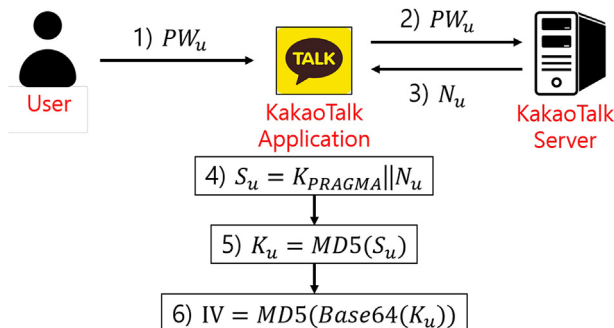 1) PW_u
2) PW_u
TALK
3) N_u
User
KakaoTalk
Application
KakaoTalk
Server
4) S_u = K_PRAGMA||N_u
5) K_u = MD5(S_u)
6) IV = MD5(Base64(K_u))